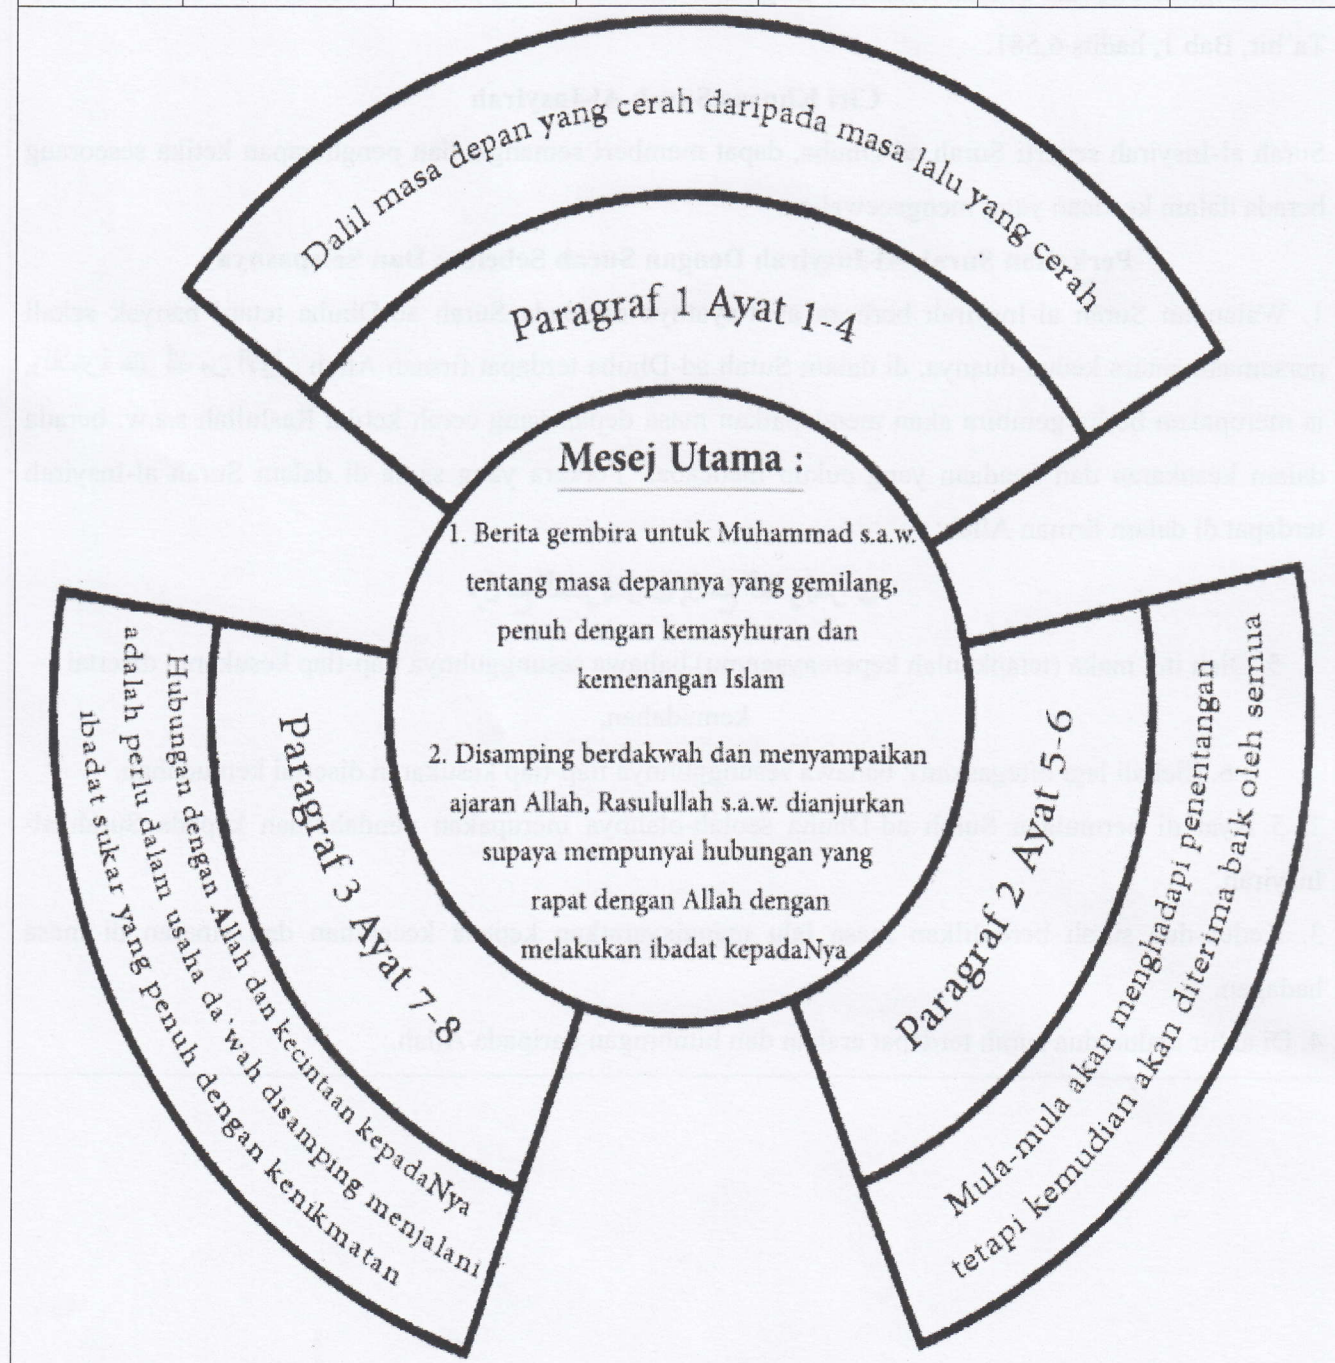 Dalil masa depan yang cerah daripada masa lalu yang cerah
Paragraf 1 Ayat 1-4
Mesej Utama :
1. Berita gembira untuk Muhammad s.a.w.
tentang masa depannya yang gemilang,
penuh dengan kemasyhuran dan
kemenangan Islam
2. Disamping berdakwah dan menyampaikan
ajaran Allah, Rasulullah s.a.w. dianjurkan
supaya mempunyai hubungan yang
rapat dengan Allah dengan
melakukan ibadat kepadaNya
Paragraf 2 Ayat 5-6
Mula-mula akan menghadapi penentangan
tetapi kemudian akan diterima baik oleh semua
Paragraf 3 Ayat 7-8
Hubungan dengan Allah dan kecintaan kepadaNya
adalah perlu dalam usaha da'wah disamping menjalani
ibadat sukar yang penuh dengan kenikmatan